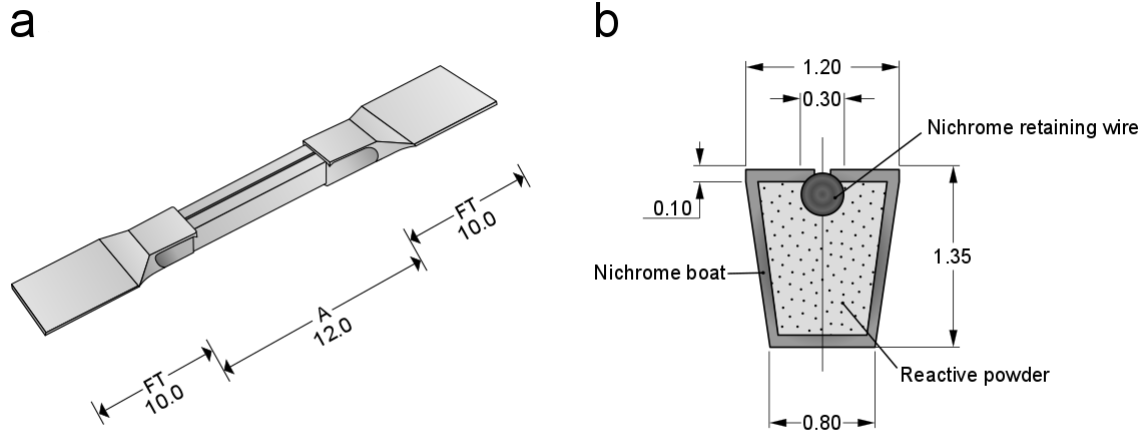 a
FT
10.0
A
12.0
FT
10.0
b
1.20
0.30
Nichrome retaining wire
0.10
1.35
Nichrome boat
Reactive powder
0.80